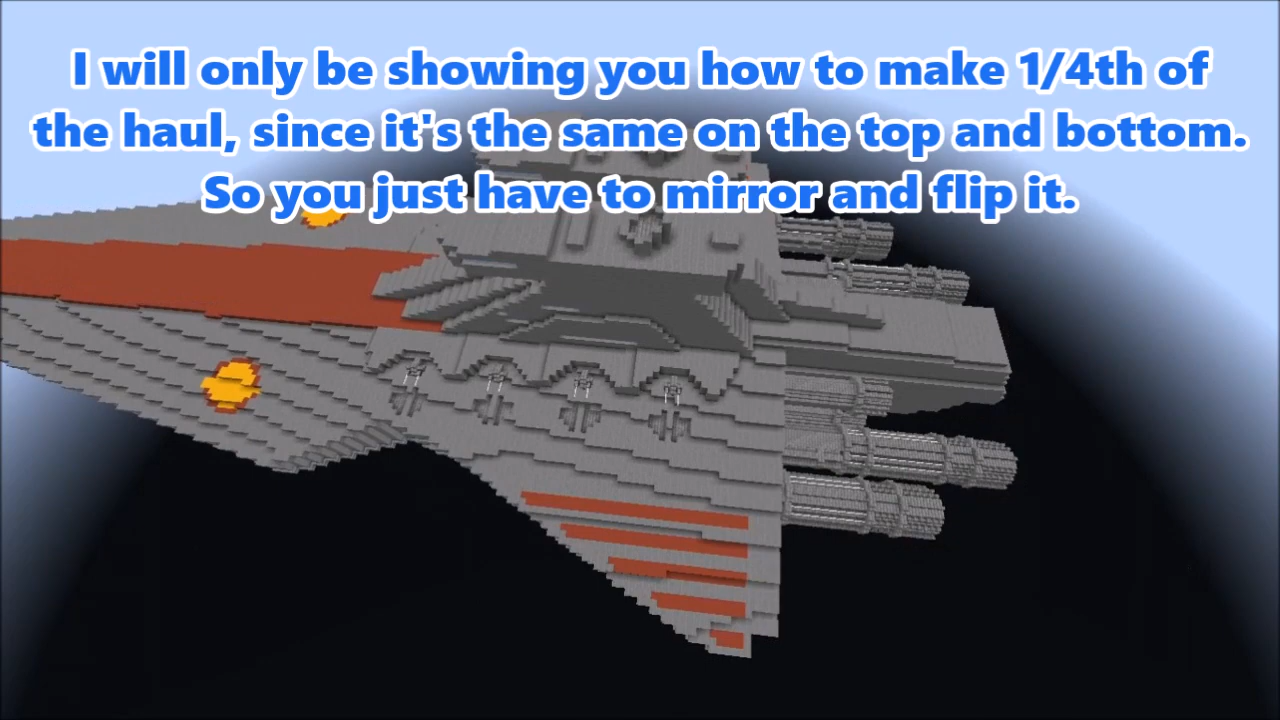 I will only be showing you how to make 1/4th of
the haul, since it's the same on the top and bottom.
So you just have to mirror and flip it.